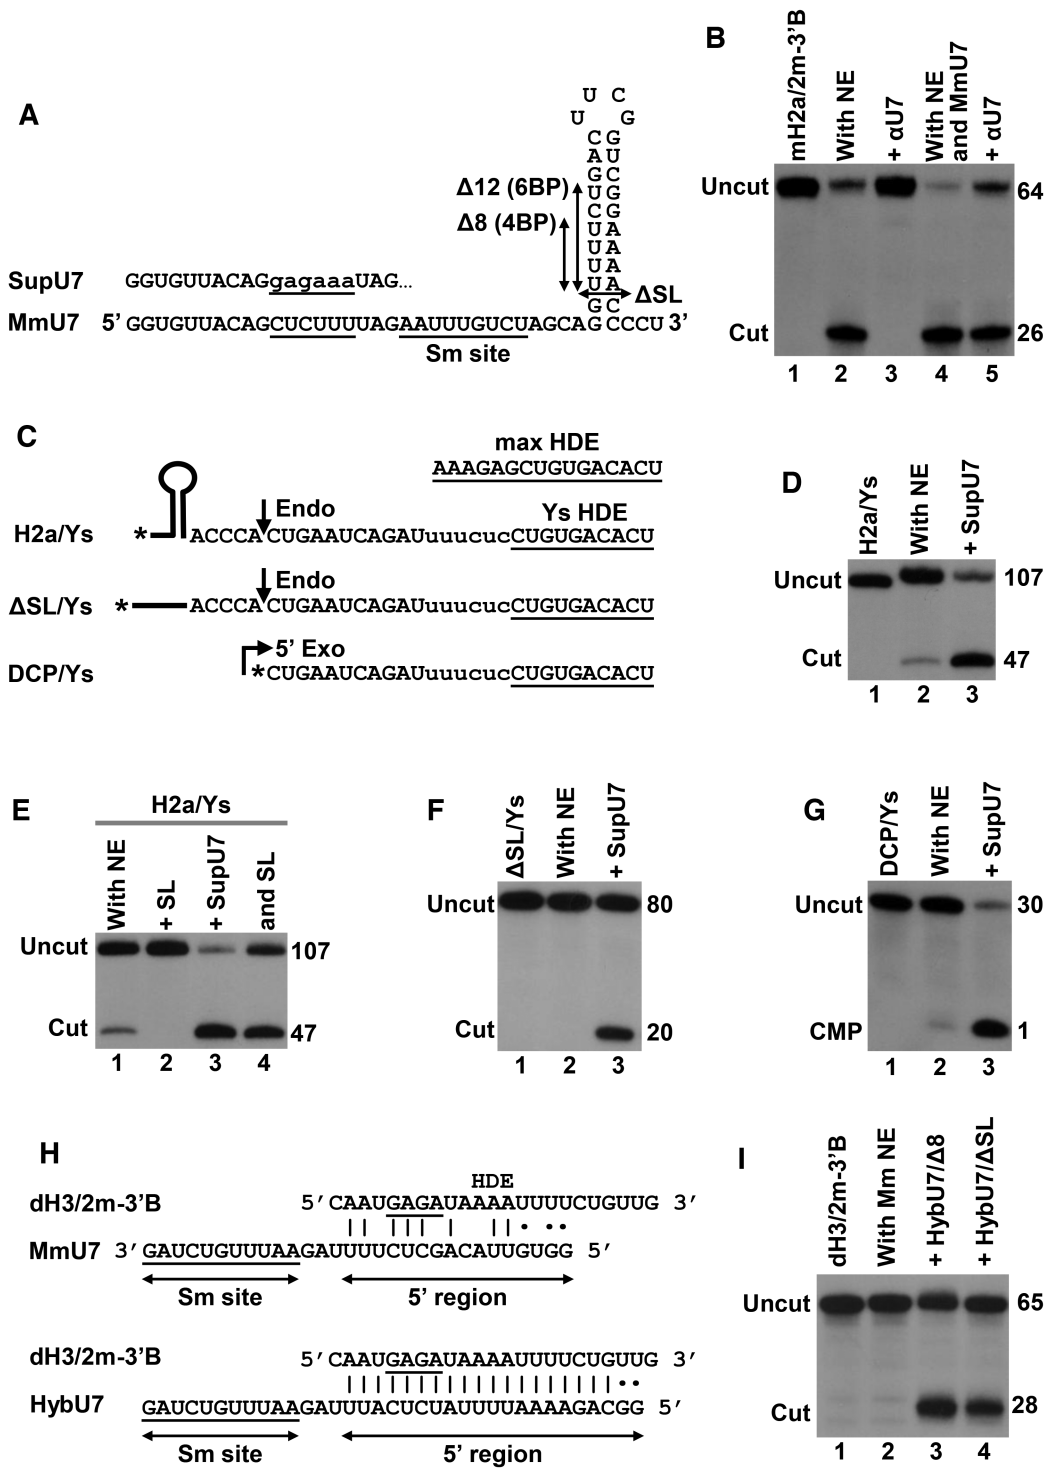 A
U C
U G
C G
A U
G C
U G
C G
U A
U A
U A
U A
G C
Δ12 (6BP)
Δ8 (4BP)
ΔSL
SupU7 GGUGUUACAGgagaaaUAG...
MmU7 5' GGUGUUACAGCUCUUUUAGAAUUUGUCUAGCAGCCCU 3'
Sm site
B
mH2a/2m-3'B
With NE
+ αU7
With NE
and MmU7
+ αU7
Uncut 64
Cut 26
1 2 3 4 5
C
max HDE
AAAGAGCUGUGACACU
Endo Ys HDE
H2a/Ys * ACCCACUGAAUCAGAUuuucucCUGUGACACU
Endo
ΔSL/Ys * ACCCACUGAAUCAGAUuuucucCUGUGACACU
5' Exo
DCP/Ys *CUGAAUCAGAUuuucucCUGUGACACU
D
H2a/Ys
With NE
+ SupU7
Uncut 107
Cut 47
1 2 3
E
H2a/Ys
With NE
+ SL
+ SupU7
and SL
Uncut 107
Cut 47
1 2 3 4
F
ΔSL/Ys
With NE
+ SupU7
Uncut 80
Cut 20
1 2 3
G
DCP/Ys
With NE
+ SupU7
Uncut 30
CMP 1
1 2 3
H
HDE
dH3/2m-3'B 5'CAAUGAGAUAAAAUUUUCUGUUG 3'
MmU7 3'GAUCUGUUUAAGAUUUUCUCGACAUUGUGG 5'
Sm site 5' region
dH3/2m-3'B 5'CAAUGAGAUAAAAUUUUCUGUUG 3'
HybU7 GAUCUGUUUAAGAUUUACUCUAUUUUAAAAGACGG 5'
Sm site 5' region
I
dH3/2m-3'B
With Mm NE
+ HybU7/Δ8
+ HybU7/ΔSL
Uncut 65
Cut 28
1 2 3 4